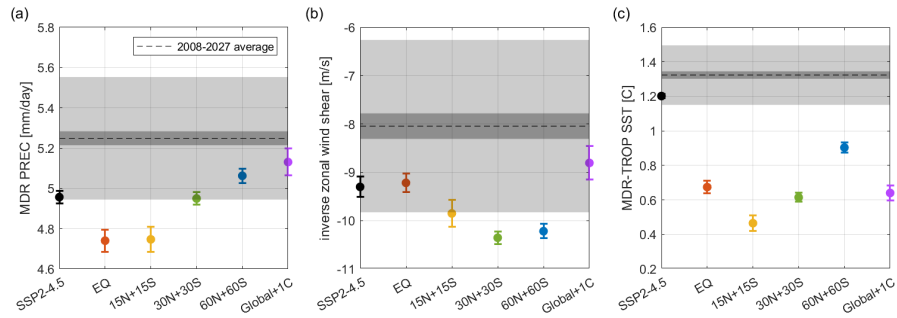 (a)
MDR PREC [mm/day]
5.8
5.6
5.4
5.2
5
4.8
4.6
2008-2027 average
SSP2-4.5
EQ
15N+15S
30N+30S
60N+60S
Global+1C
(b)
inverse zonal wind shear [m/s]
-5
-6
-7
-8
-9
-10
-11
SSP2-4.5
EQ
15N+15S
30N+30S
60N+60S
Global+1C
(c)
MDR-TROP SST [C]
1.6
1.4
1.2
1
0.8
0.6
0.4
0.2
SSP2-4.5
EQ
15N+15S
30N+30S
60N+60S
Global+1C